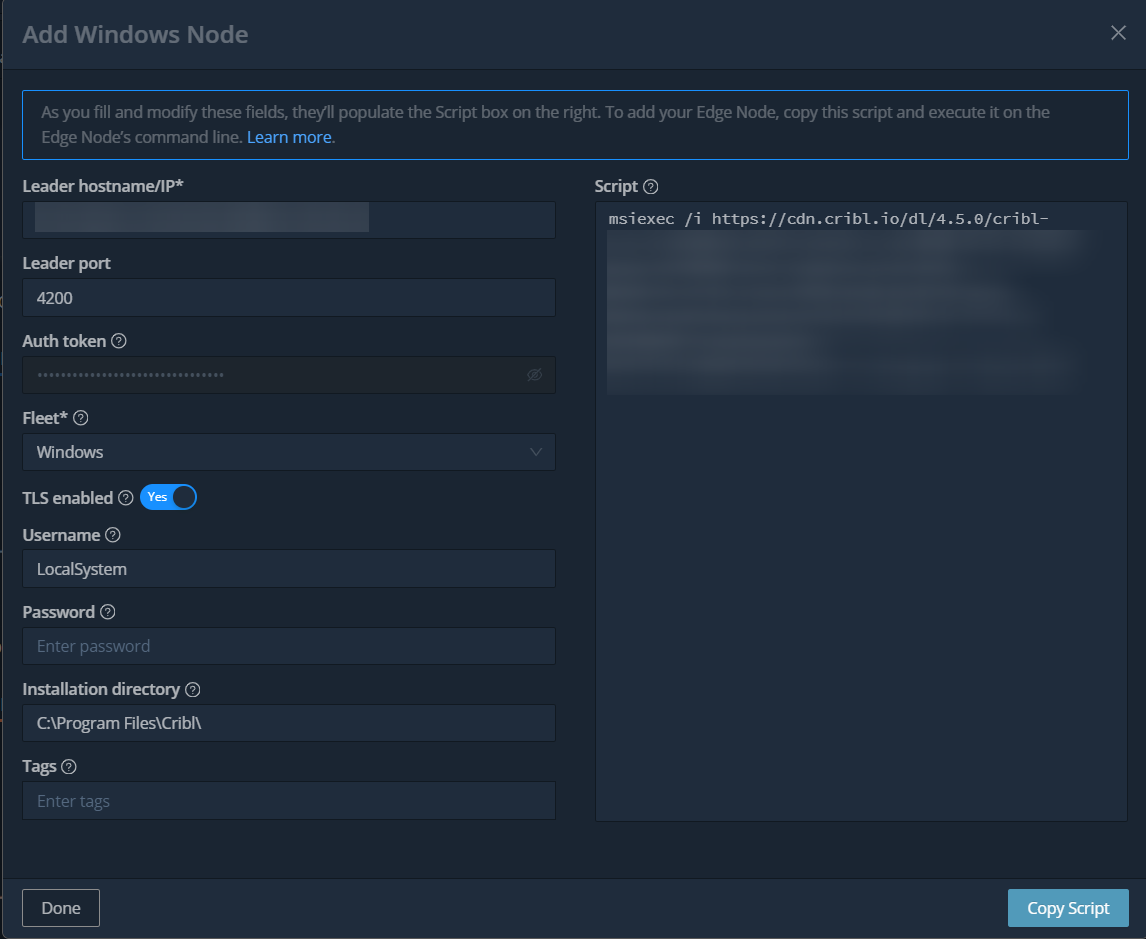 Add Windows Node
As you fill and modify these fields, they'll populate the Script box on the right. To add your Edge Node, copy this script and execute it on the
Edge Node's command line. Learn more.
Leader hostname/IP*
Leader port
4200
Auth token
••••••••••••••••••••••••••••••••
Fleet*
Windows
TLS enabled Yes
Username
LocalSystem
Password
Enter password
Installation directory
C:\Program Files\Cribl\
Tags
Enter tags
Script
msiexec /i https://cdn.cribl.io/dl/4.5.0/cribl-
Done
Copy Script